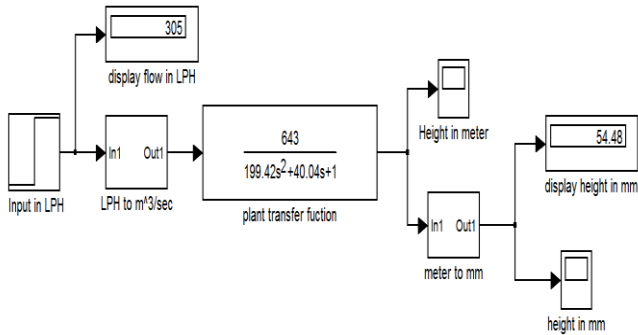 305
display flow in LPH
Input in LPH
In1 Out1
LPH to m^3/sec
643
199.42s²+40.04s+1
plant transfer fuction
Height in meter
In1 Out1
meter to mm
54.48
display height in mm
height in mm